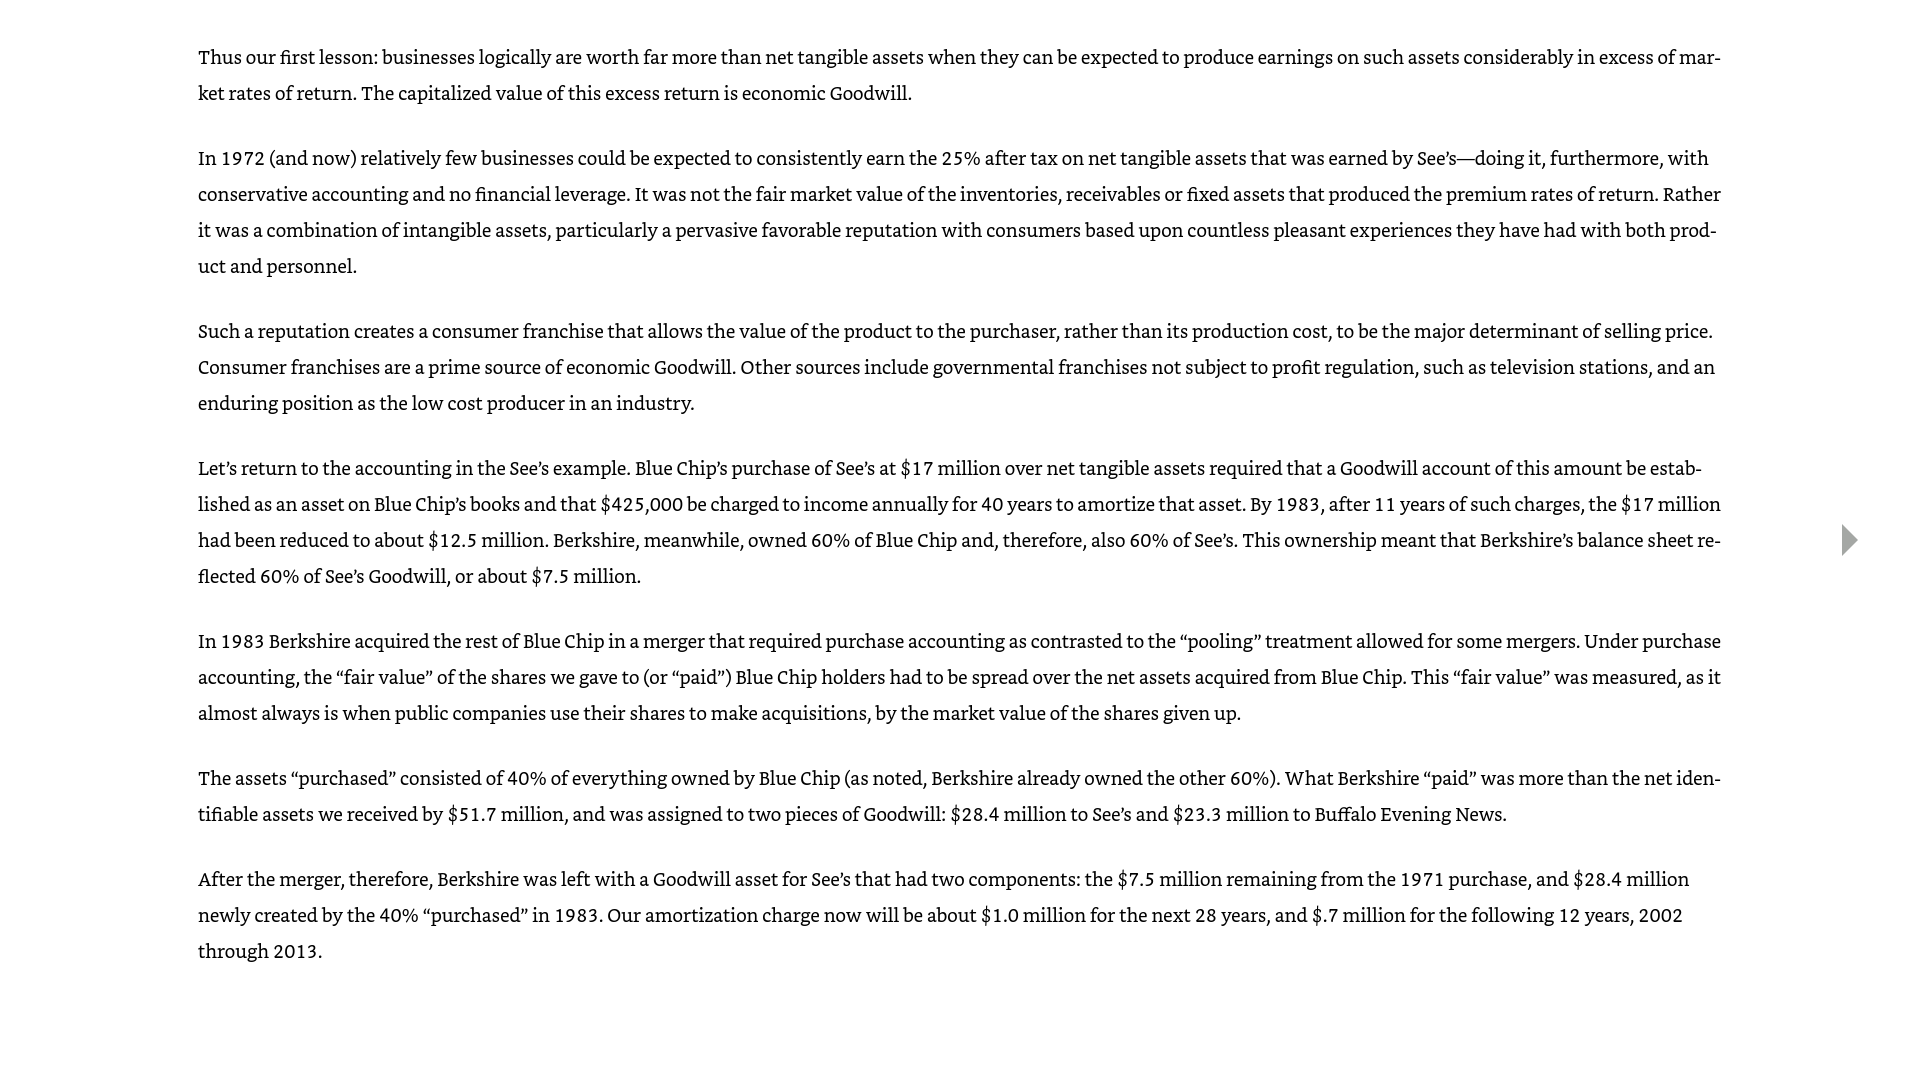 Thus our first lesson: businesses logically are worth far more than net tangible assets when they can be expected to produce earnings on such assets considerably in excess of mar-
ket rates of return. The capitalized value of this excess return is economic Goodwill.
In 1972 (and now) relatively few businesses could be expected to consistently earn the 25% after tax on net tangible assets that was earned by See’s—doing it, furthermore, with
conservative accounting and no financial leverage. It was not the fair market value of the inventories, receivables or fixed assets that produced the premium rates of return. Rather
it was a combination of intangible assets, particularly a pervasive favorable reputation with consumers based upon countless pleasant experiences they have had with both prod-
uct and personnel.
Such a reputation creates a consumer franchise that allows the value of the product to the purchaser, rather than its production cost, to be the major determinant of selling price.
Consumer franchises are a prime source of economic Goodwill. Other sources include governmental franchises not subject to profit regulation, such as television stations, and an
enduring position as the low cost producer in an industry.
Let’s return to the accounting in the See’s example. Blue Chip’s purchase of See’s at $17 million over net tangible assets required that a Goodwill account of this amount be estab-
lished as an asset on Blue Chip’s books and that $425,000 be charged to income annually for 40 years to amortize that asset. By 1983, after 11 years of such charges, the $17 million
had been reduced to about $12.5 million. Berkshire, meanwhile, owned 60% of Blue Chip and, therefore, also 60% of See’s. This ownership meant that Berkshire’s balance sheet re-
flected 60% of See’s Goodwill, or about $7.5 million.
In 1983 Berkshire acquired the rest of Blue Chip in a merger that required purchase accounting as contrasted to the “pooling” treatment allowed for some mergers. Under purchase
accounting, the “fair value” of the shares we gave to (or “paid”) Blue Chip holders had to be spread over the net assets acquired from Blue Chip. This “fair value” was measured, as it
almost always is when public companies use their shares to make acquisitions, by the market value of the shares given up.
The assets “purchased” consisted of 40% of everything owned by Blue Chip (as noted, Berkshire already owned the other 60%). What Berkshire “paid” was more than the net iden-
tifiable assets we received by $51.7 million, and was assigned to two pieces of Goodwill: $28.4 million to See’s and $23.3 million to Buffalo Evening News.
After the merger, therefore, Berkshire was left with a Goodwill asset for See’s that had two components: the $7.5 million remaining from the 1971 purchase, and $28.4 million
newly created by the 40% “purchased” in 1983. Our amortization charge now will be about $1.0 million for the next 28 years, and $.7 million for the following 12 years, 2002
through 2013.